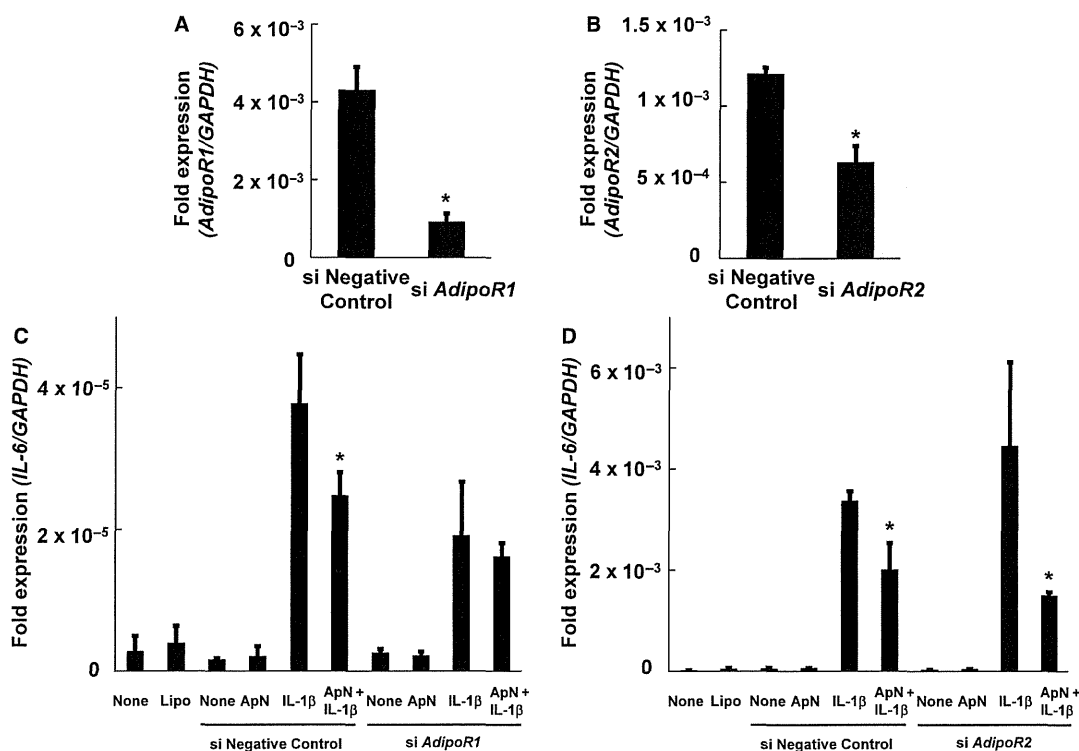 A
6 x 10⁻³
4 x 10⁻³
2 x 10⁻³
0
Fold expression
(AdipoR1/GAPDH)
*
si Negative
Control
si AdipoR1
B
1.5 x 10⁻³
1 x 10⁻³
5 x 10⁻⁴
0
Fold expression
(AdipoR2/GAPDH)
*
si Negative
Control
si AdipoR2
C
4 x 10⁻⁵
2 x 10⁻⁵
0
Fold expression (IL-6/GAPDH)
*
None Lipo None ApN IL-1β ApN + IL-1β None ApN IL-1β ApN + IL-1β
si Negative Control si AdipoR1
D
6 x 10⁻³
4 x 10⁻³
2 x 10⁻³
0
Fold expression (IL-6/GAPDH)
*
*
None Lipo None ApN IL-1β ApN + IL-1β None ApN IL-1β ApN + IL-1β
si Negative Control si AdipoR2